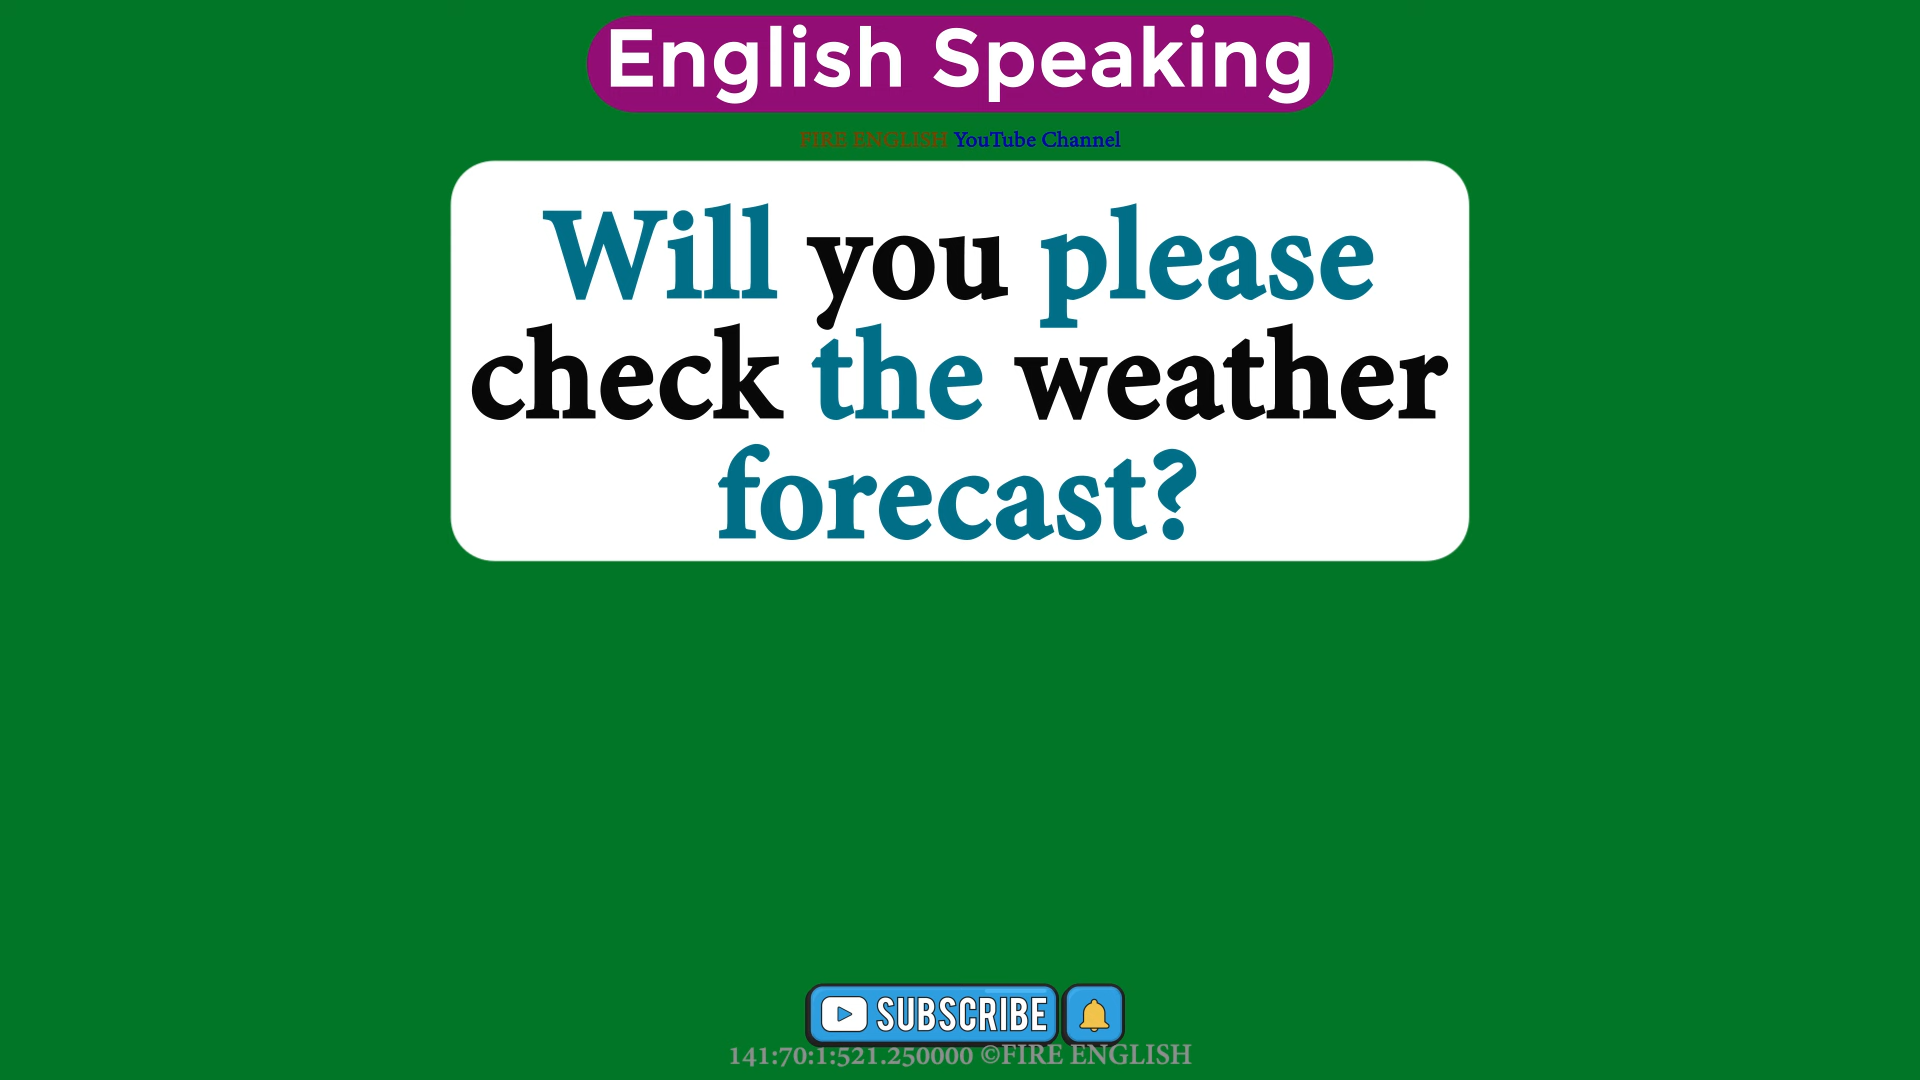 English Speaking
FIRE ENGLISH YouTube Channel
Will you please
check the weather
forecast?
SUBSCRIBE
141:70:1:521.250000 ©FIRE ENGLISH